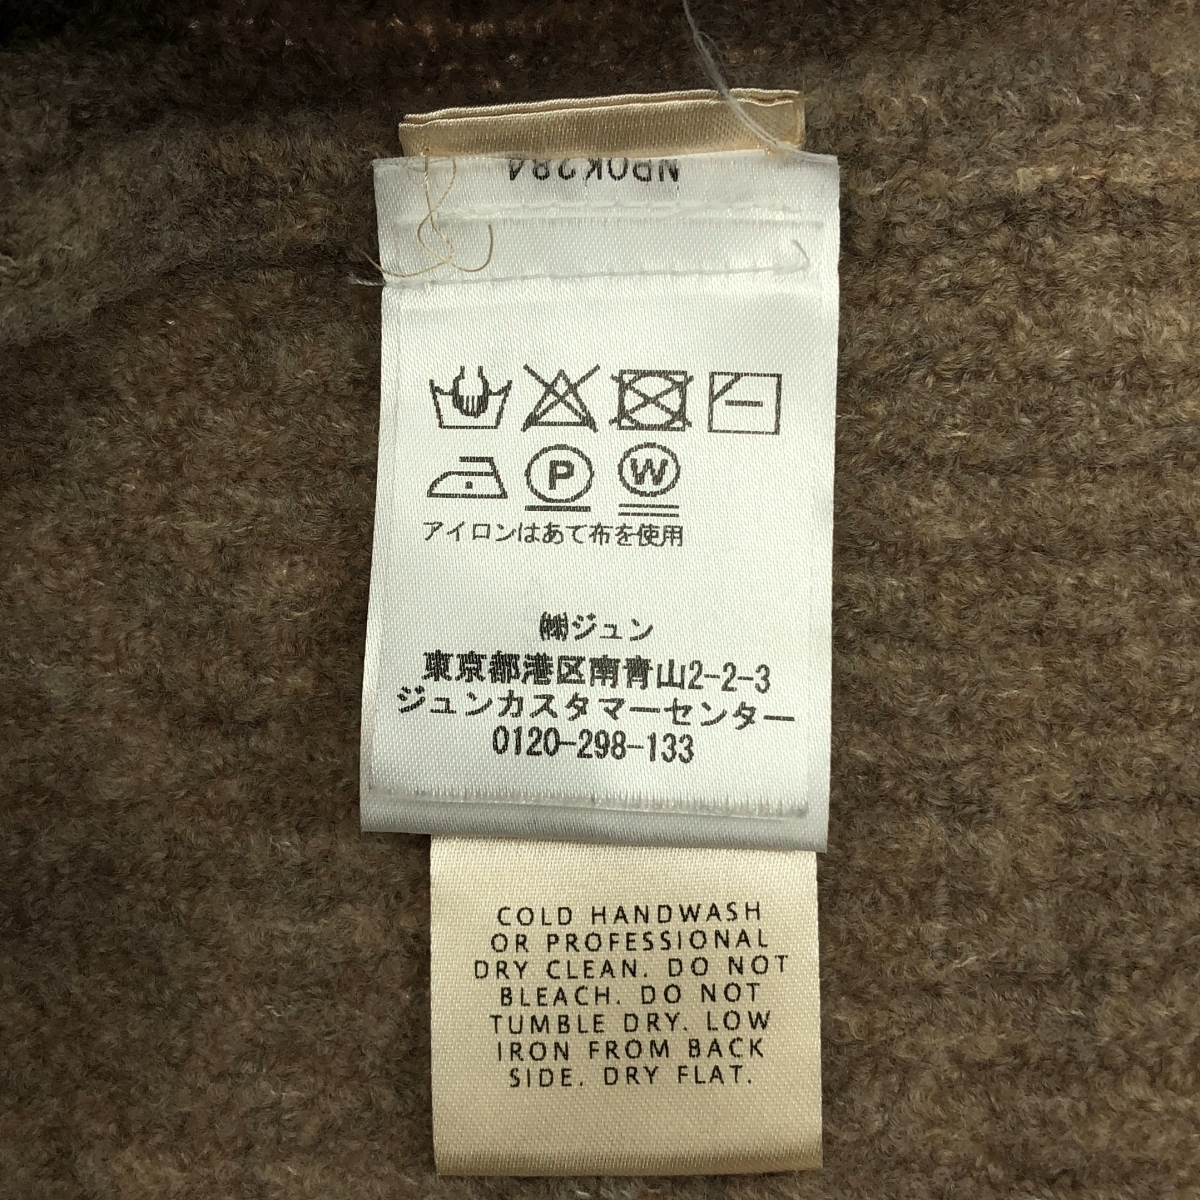 NROK284
P W
アイロンはあて布を使用
㈱ジュン
東京都港区南青山2-2-3
ジュンカスタマーセンター
0120-298-133
COLD HANDWASH
OR PROFESSIONAL
DRY CLEAN. DO NOT
BLEACH. DO NOT
TUMBLE DRY. LOW
IRON FROM BACK
SIDE. DRY FLAT.